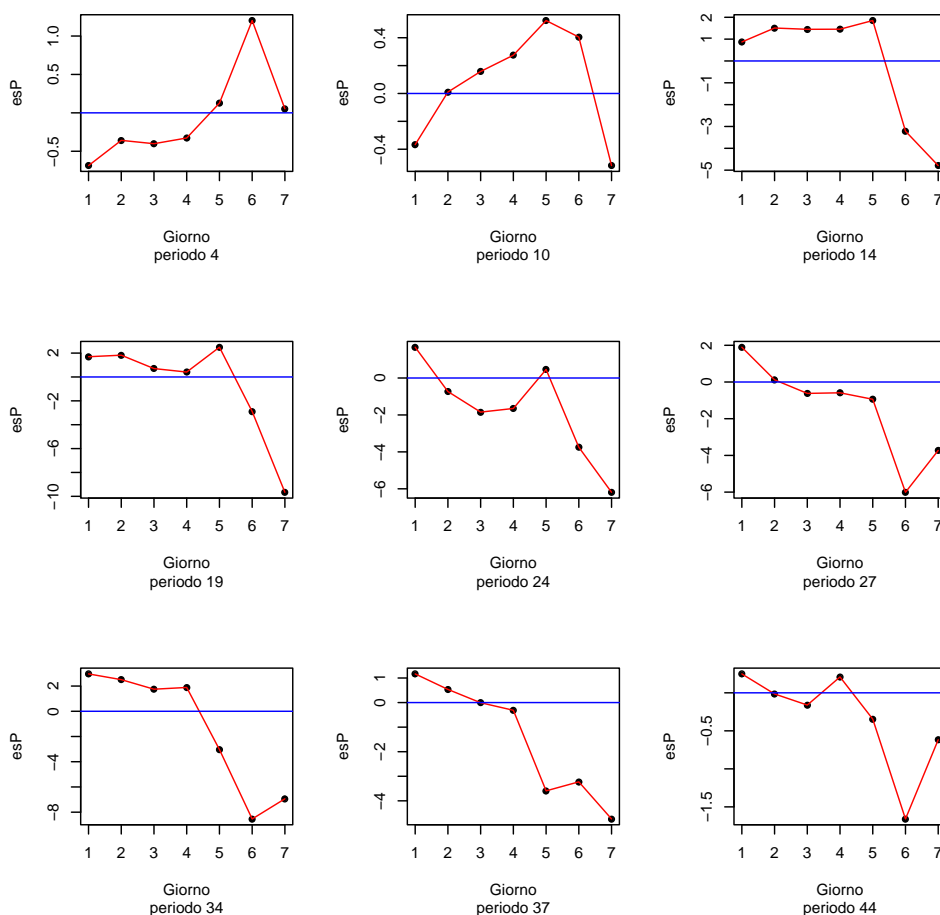 esP
1.0
0.5
−0.5
1 2 3 4 5 6 7
Giorno
periodo 4
esP
0.4
0.0
−0.4
1 2 3 4 5 6 7
Giorno
periodo 10
esP
2
1
−1
−3
−5
1 2 3 4 5 6 7
Giorno
periodo 14
esP
2
−2
−6
−10
1 2 3 4 5 6 7
Giorno
periodo 19
esP
0
−2
−4
−6
1 2 3 4 5 6 7
Giorno
periodo 24
esP
2
0
−2
−4
−6
1 2 3 4 5 6 7
Giorno
periodo 27
esP
2
0
−4
−8
1 2 3 4 5 6 7
Giorno
periodo 34
esP
1
0
−2
−4
1 2 3 4 5 6 7
Giorno
periodo 37
esP
−0.5
−1.5
1 2 3 4 5 6 7
Giorno
periodo 44